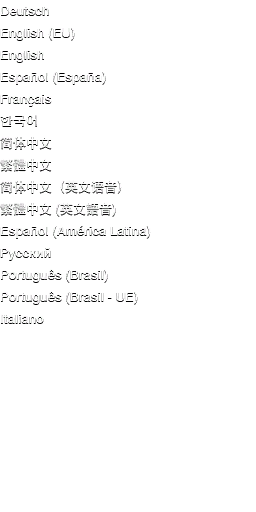 Deutsch
English (EU)
English
Español (España)
Français
한국어
简体中文
繁體中文
简体中文（英文语音）
繁體中文 (英文語音)
Español (América Latina)
Русский
Português (Brasil)
Português (Brasil - UE)
Italiano